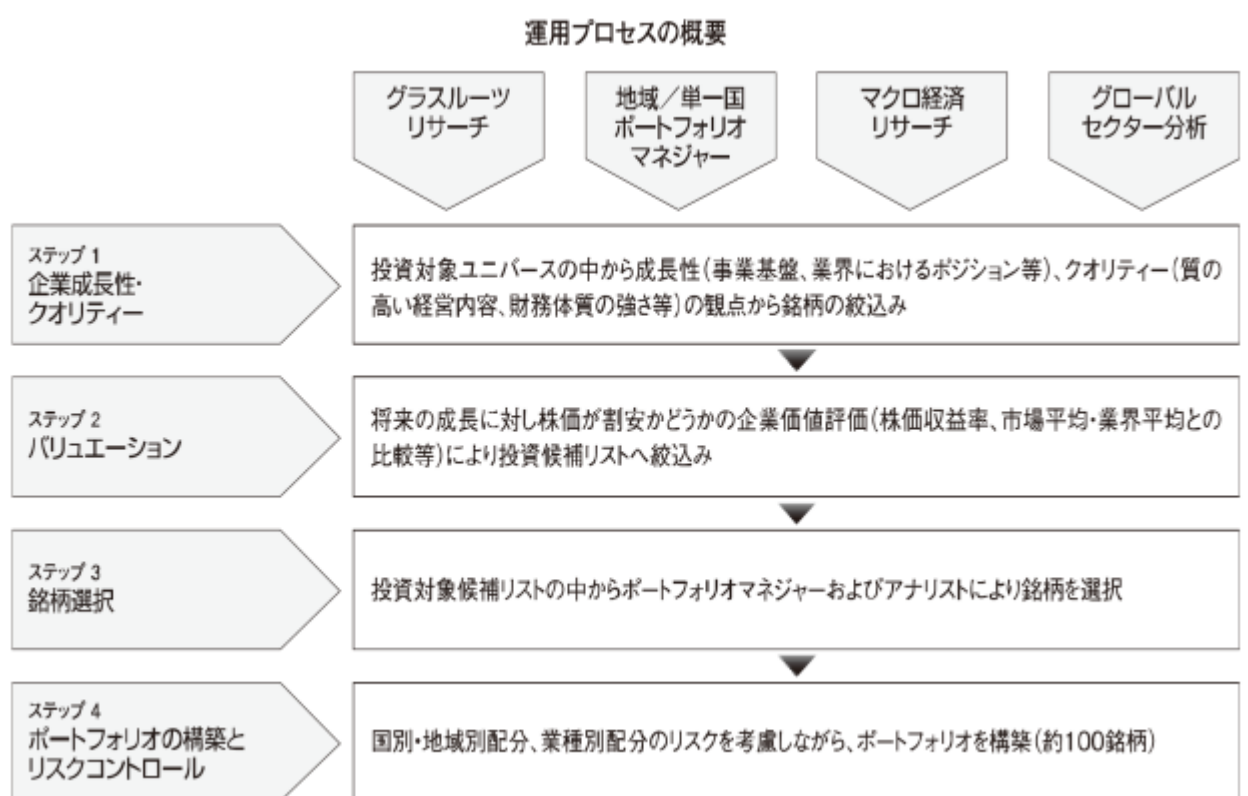 運用プロセスの概要
グラスルーツ
リサーチ
地域／単一国
ポートフォリオ
マネジャー
マクロ経済
リサーチ
グローバル
セクター分析
ステップ 1
企業成長性・
クオリティー
投資対象ユニバースの中から成長性(事業基盤、業界におけるポジション等)、クオリティー(質の
高い経営内容、財務体質の強さ等)の観点から銘柄の絞込み
ステップ 2
バリュエーション
将来の成長に対し株価が割安かどうかの企業価値評価(株価収益率、市場平均・業界平均との
比較等)により投資候補リストへ絞込み
ステップ 3
銘柄選択
投資対象候補リストの中からポートフォリオマネジャーおよびアナリストにより銘柄を選択
ステップ 4
ポートフォリオの構築と
リスクコントロール
国別・地域別配分、業種別配分のリスクを考慮しながら、ポートフォリオを構築(約100銘柄)